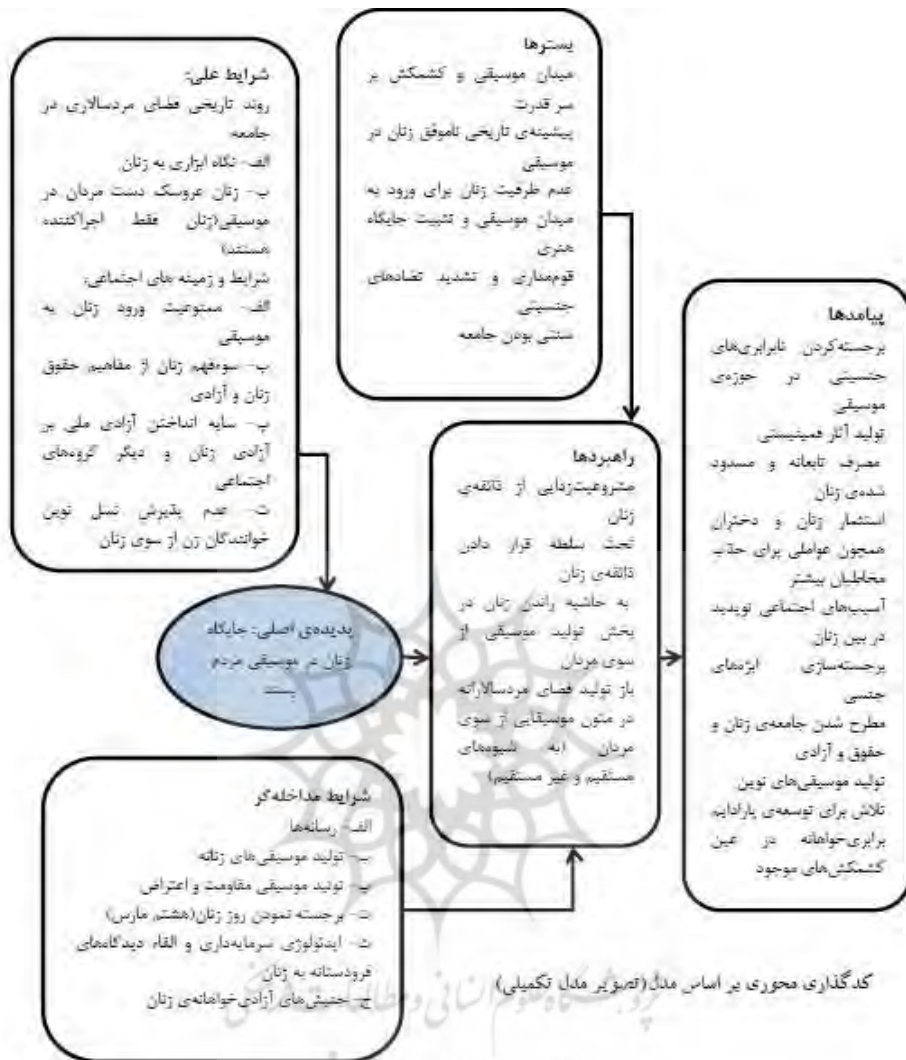 شرایط علی:
روند تاریخی فضای مردسالاری در
جامعه
الف- نگاه ابزاری به زنان
ب- زنان عروسک دست مردان در
موسیقی(زنان فقط اجراکننده
هستند)
شرایط و زمینه های اجتماعی:
الف- ممنوعیت ورود زنان به
موسیقی
ب- سوءفهم زنان از مفاهیم حقوق
زنان و آزادی
پ- سایه انداختن آزادی ملی بر
آزادی زنان و دیگر گروه‌های
اجتماعی
ت- عدم پذیرش نسل نوین
خوانندگان زن از سوی زنان
بسترها
میدان موسیقی و کشمکش بر
سر قدرت
پیشینه‌ی تاریخی ناموفق زنان در
موسیقی
عدم ظرفیت زنان برای ورود به
میدان موسیقی و تثبیت جایگاه
هنری
قوم‌مداری و تشدید تضادهای
جنسیتی
سنتی بودن جامعه
پدیده‌ی اصلی: جایگاه
زنان در موسیقی مردم
پسند
راهبردها
مشروعیت‌زدایی از ذائقه‌ی
زنان
تحت سلطه قرار دادن
ذائقه‌ی زنان
به حاشیه راندن زنان در
بخش تولید موسیقی از
سوی مردان
باز تولید فضای مردسالارانه
در متون موسیقایی از سوی
مردان (به شیوه‌های
مستقیم و غیر مستقیم)
پیامدها
برجسته‌کردن نابرابری‌های
جنسیتی در حوزه‌ی
موسیقی
تولید آثار فمینیستی
مصرف تابعانه و مسدود
شده‌ی زنان
استثمار زنان و دختران
همچون عواملی برای جذب
مخاطبان بیشتر
آسیب‌های اجتماعی نوپدید
در بین زنان
برجسته‌سازی ابژه‌های
جنسی
مطرح شدن جامعه‌ی زنان و
حقوق و آزادی
تولید موسیقی‌های نوین
تلاش برای توسعه‌ی پارادایم
برابری‌خواهانه در عین
کشمکش‌های موجود
شرایط مداخله‌گر
الف- رسانه‌ها
ب- تولید موسیقی‌های زنانه
پ- تولید موسیقی مقاومت و اعتراض
ت- برجسته نمودن روز زنان(هشتم مارس)
ث- ایدئولوژی سرمایه‌داری و القاء دیدگاه‌های
فرودستانه به زنان
ج- جنبش‌های آزادی‌خواهانه‌ی زنان
کدگذاری محوری بر اساس مدل(تصویر مدل تکمیلی)
پژوهشگاه علوم انسانی و مطالعات فرهنگی